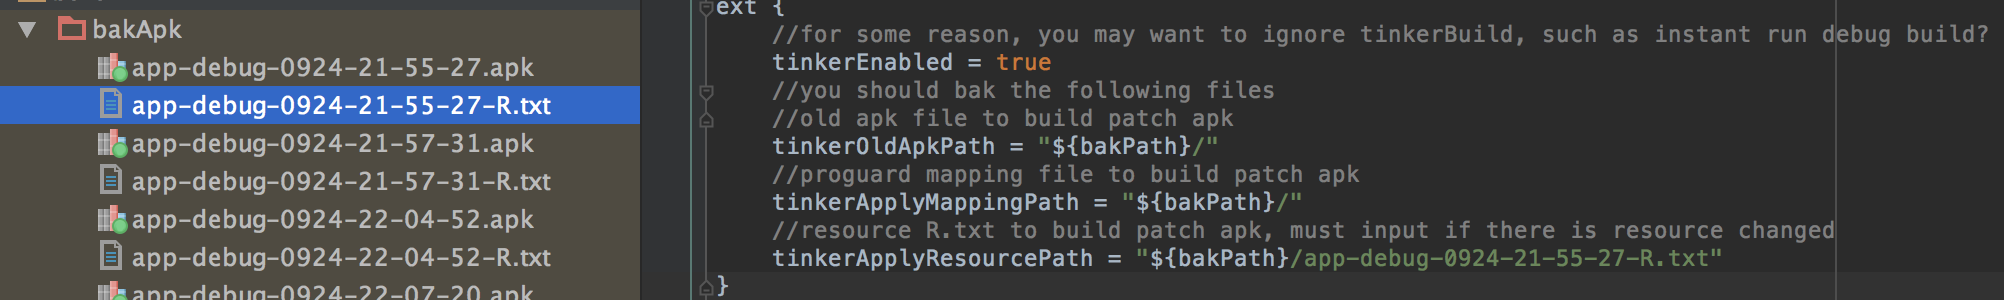 bakApk
app-debug-0924-21-55-27.apk
app-debug-0924-21-55-27-R.txt
app-debug-0924-21-57-31.apk
app-debug-0924-21-57-31-R.txt
app-debug-0924-22-04-52.apk
app-debug-0924-22-04-52-R.txt
app-debug-0924-22-07-20.apk
ext {
//for some reason, you may want to ignore tinkerBuild, such as instant run debug build?
tinkerEnabled = true
//you should bak the following files
//old apk file to build patch apk
tinkerOldApkPath = "${bakPath}/"
//proguard mapping file to build patch apk
tinkerApplyMappingPath = "${bakPath}/"
//resource R.txt to build patch apk, must input if there is resource changed
tinkerApplyResourcePath = "${bakPath}/app-debug-0924-21-55-27-R.txt"
}